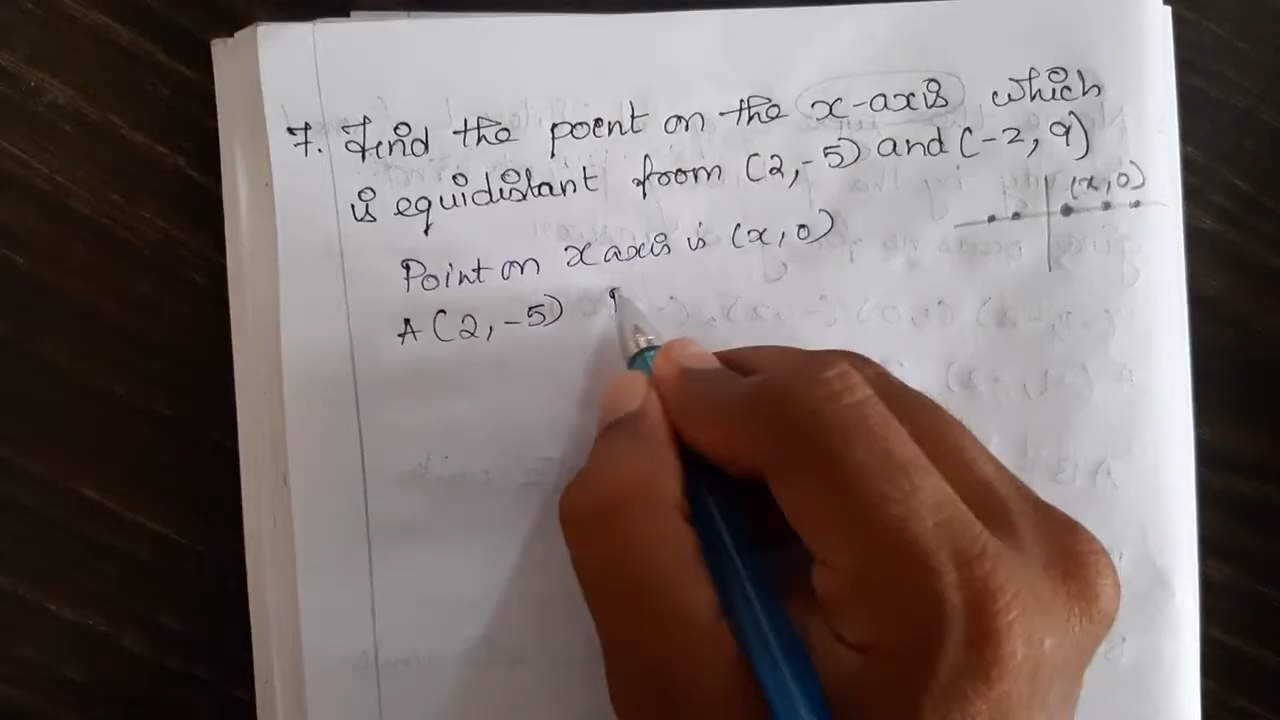 7. Find the point on the x-axis which
is equidistant from (2,-5) and (-2, 9)
(x, 0)
Point on x axis is (x, 0)
A (2, -5)